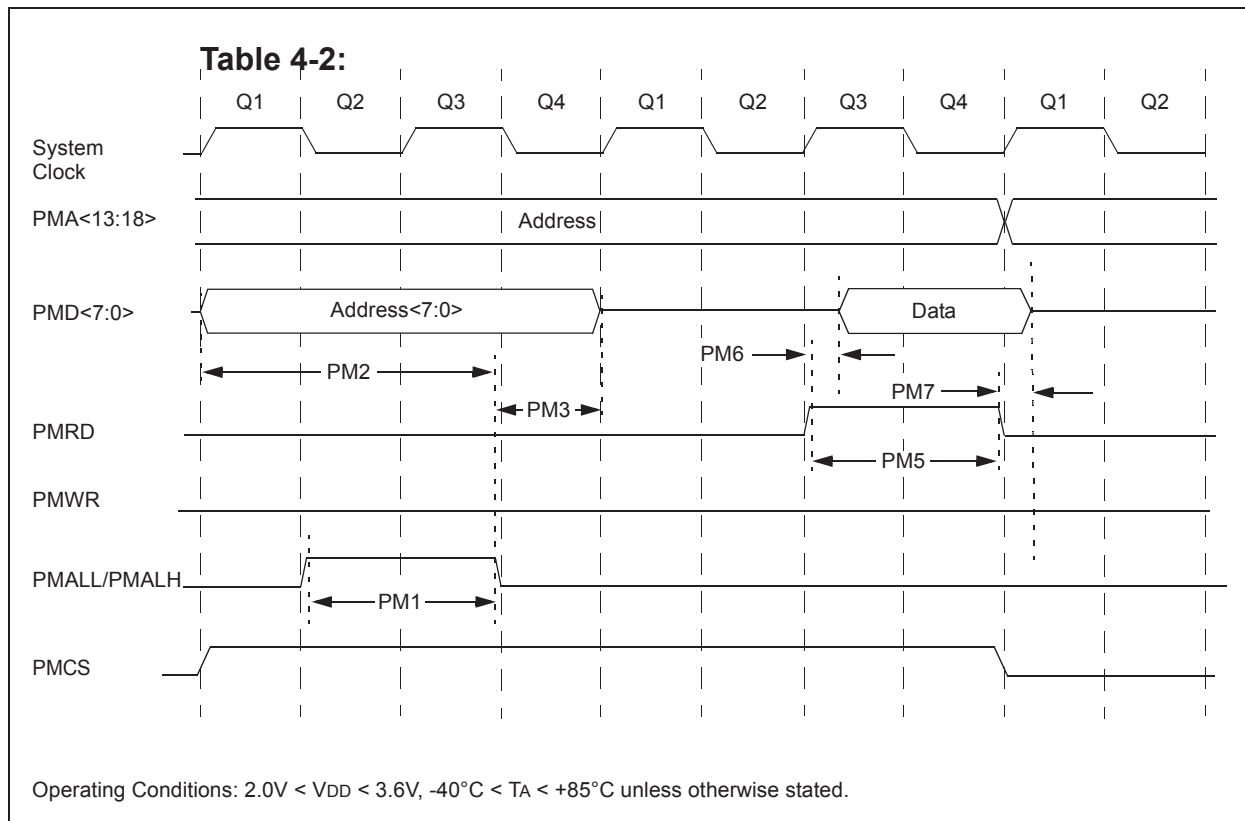 Table 4-2:
Q1 Q2 Q3 Q4 Q1 Q2 Q3 Q4 Q1 Q2
System
Clock
PMA<13:18>
Address
PMD<7:0>
Address<7:0>
Data
PM6
PM2
PM7
PM3
PMRD
PM5
PMWR
PMALL/PMALH
PM1
PMCS
Operating Conditions: 2.0V < VDD < 3.6V, -40°C < TA < +85°C unless otherwise stated.